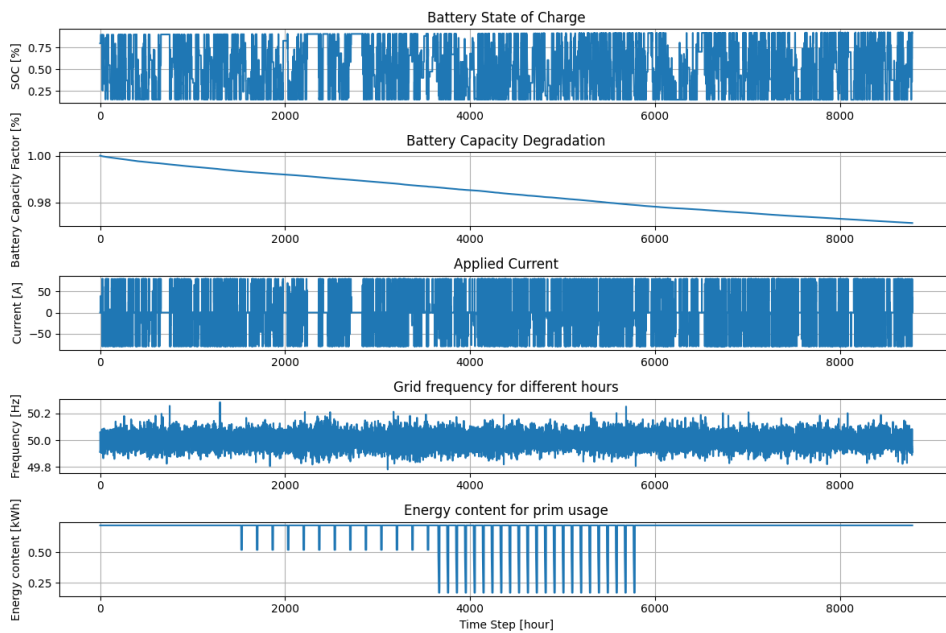 Battery State of Charge
SOC [%]
0.75
0.50
0.25
0 2000 4000 6000 8000
Battery Capacity Degradation
Battery Capacity Factor [%]
1.00
0.98
0 2000 4000 6000 8000
Applied Current
Current [A]
50
0
−50
0 2000 4000 6000 8000
Grid frequency for different hours
Frequency [Hz]
50.2
50.0
49.8
0 2000 4000 6000 8000
Energy content for prim usage
Energy content [kWh]
0.50
0.25
0 2000 4000 6000 8000
Time Step [hour]